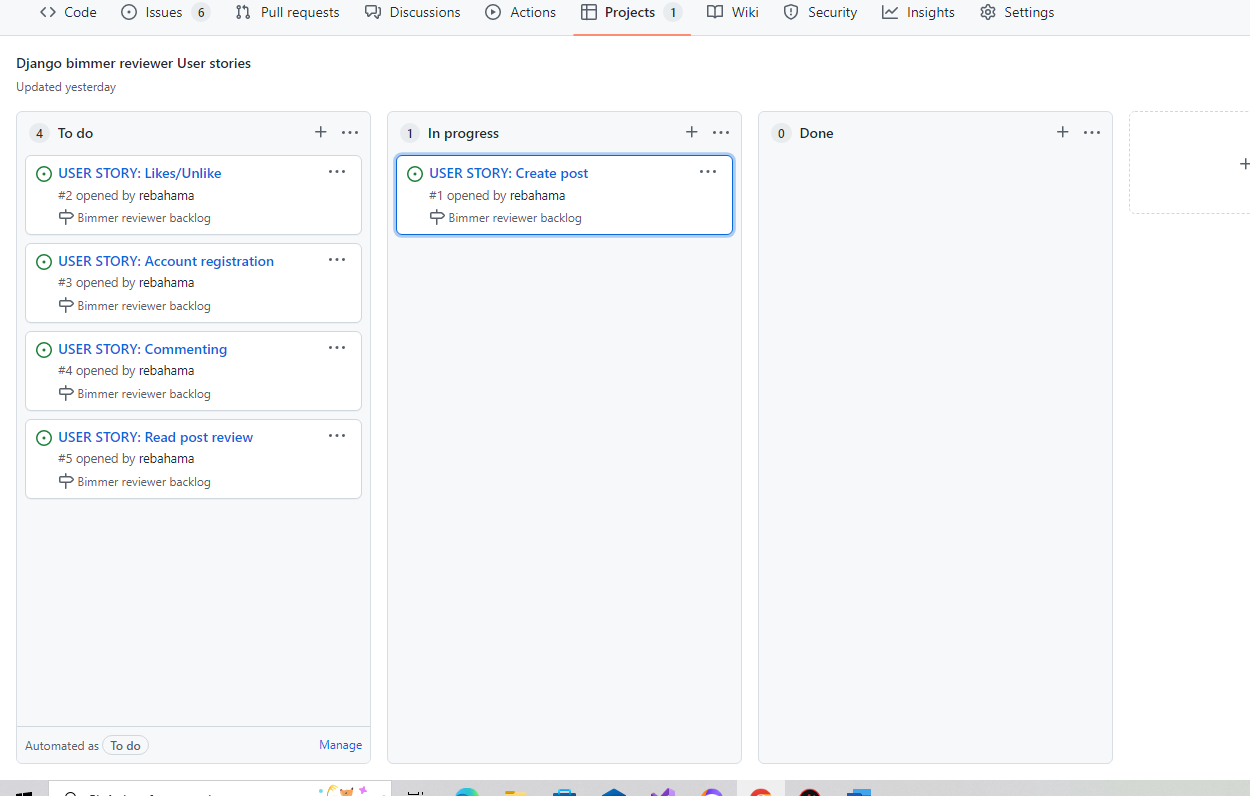 Code Issues 6 Pull requests Discussions Actions Projects 1 Wiki Security Insights Settings
Django bimmer reviewer User stories
Updated yesterday
4 To do
USER STORY: Likes/Unlike
#2 opened by rebahama
Bimmer reviewer backlog
USER STORY: Account registration
#3 opened by rebahama
Bimmer reviewer backlog
USER STORY: Commenting
#4 opened by rebahama
Bimmer reviewer backlog
USER STORY: Read post review
#5 opened by rebahama
Bimmer reviewer backlog
Automated as To do Manage
1 In progress
USER STORY: Create post
#1 opened by rebahama
Bimmer reviewer backlog
0 Done